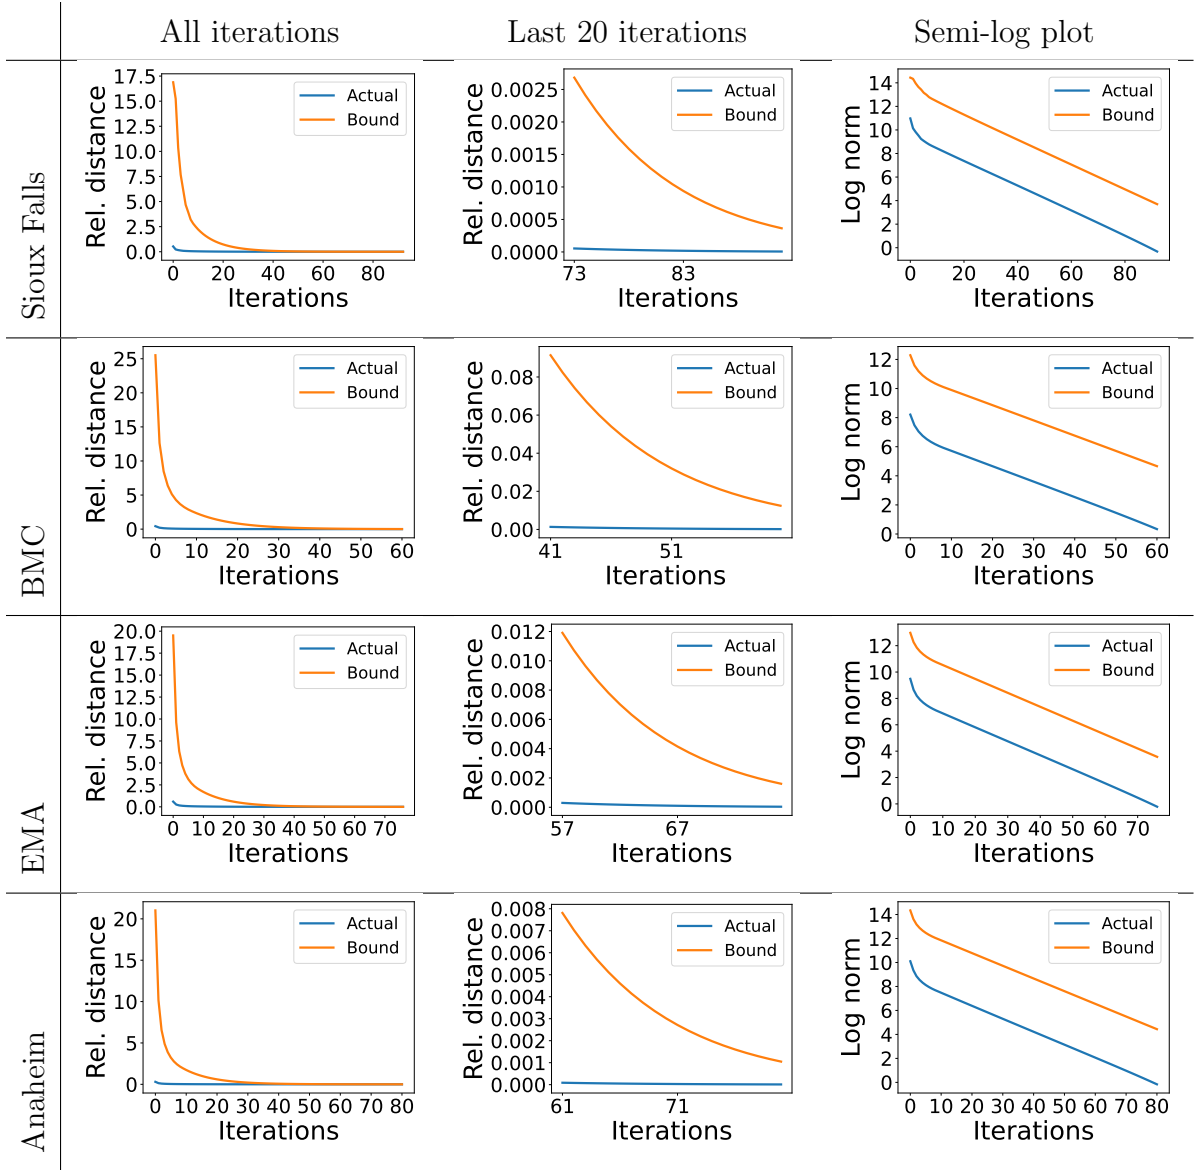 All iterations
Last 20 iterations
Semi-log plot
Sioux Falls
17.5
15.0
12.5
10.0
7.5
5.0
2.5
0.0
Rel. distance
0 20 40 60 80
Iterations
Actual
Bound
0.0025
0.0020
0.0015
0.0010
0.0005
0.0000
Rel. distance
73 83
Iterations
Actual
Bound
14
12
10
8
6
4
2
0
Log norm
0 20 40 60 80
Iterations
Actual
Bound
BMC
25
20
15
10
5
0
Rel. distance
0 10 20 30 40 50 60
Iterations
Actual
Bound
0.08
0.06
0.04
0.02
0.00
Rel. distance
41 51
Iterations
Actual
Bound
12
10
8
6
4
2
0
Log norm
0 10 20 30 40 50 60
Iterations
Actual
Bound
EMA
20.0
17.5
15.0
12.5
10.0
7.5
5.0
2.5
0.0
Rel. distance
0 10 20 30 40 50 60 70
Iterations
Actual
Bound
0.012
0.010
0.008
0.006
0.004
0.002
0.000
Rel. distance
57 67
Iterations
Actual
Bound
12
10
8
6
4
2
0
Log norm
0 10 20 30 40 50 60 70
Iterations
Actual
Bound
Anaheim
20
15
10
5
0
Rel. distance
0 10 20 30 40 50 60 70 80
Iterations
Actual
Bound
0.008
0.007
0.006
0.005
0.004
0.003
0.002
0.001
0.000
Rel. distance
61 71
Iterations
Actual
Bound
14
12
10
8
6
4
2
0
Log norm
0 10 20 30 40 50 60 70 80
Iterations
Actual
Bound